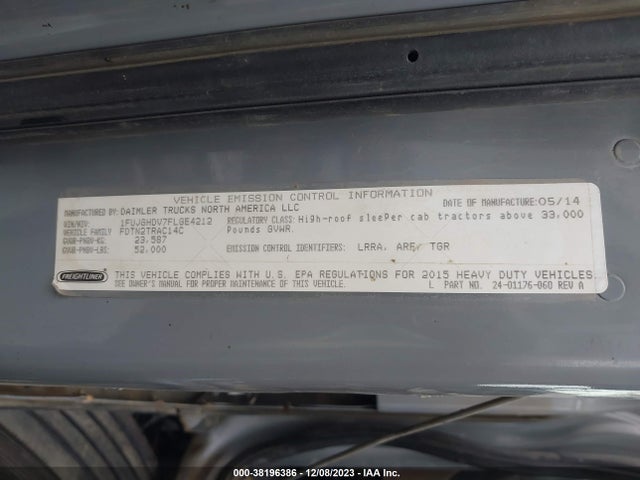 VEHICLE EMISSION CONTROL INFORMATION
MANUFACTURED BY: DAIMLER TRUCKS NORTH AMERICA LLC DATE OF MANUFACTURE: 05/14
VIN/NIV: 1FUJGHDV7FLGE4212 REGULATORY CLASS: High-roof sleeper cab tractors above 33,000
VEHICLE FAMILY FDTN2TRAC14C Pounds GVWR.
GVWR-PNBV-KG: 23,587
GVWR-PNBV-LBS: 52,000 EMISSION CONTROL IDENTIFIERS: LRRA, ARF, TGR
FREIGHTLINER THIS VEHICLE COMPLIES WITH U.S. EPA REGULATIONS FOR 2015 HEAVY DUTY VEHICLES.
SEE OWNER'S MANUAL FOR PROPER MAINTENANCE OF THIS VEHICLE. L PART NO. 24-01176-060 REV A
000-38196386 - 12/08/2023 - IAA Inc.